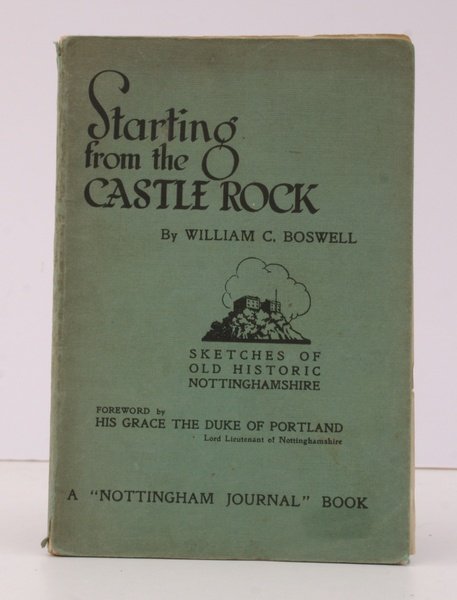 Starting
from the
CASTLE ROCK
By WILLIAM C. BOSWELL
SKETCHES OF
OLD HISTORIC
NOTTINGHAMSHIRE
FOREWORD by
HIS GRACE THE DUKE OF PORTLAND
Lord Lieutenant of Nottinghamshire
A "NOTTINGHAM JOURNAL" BOOK